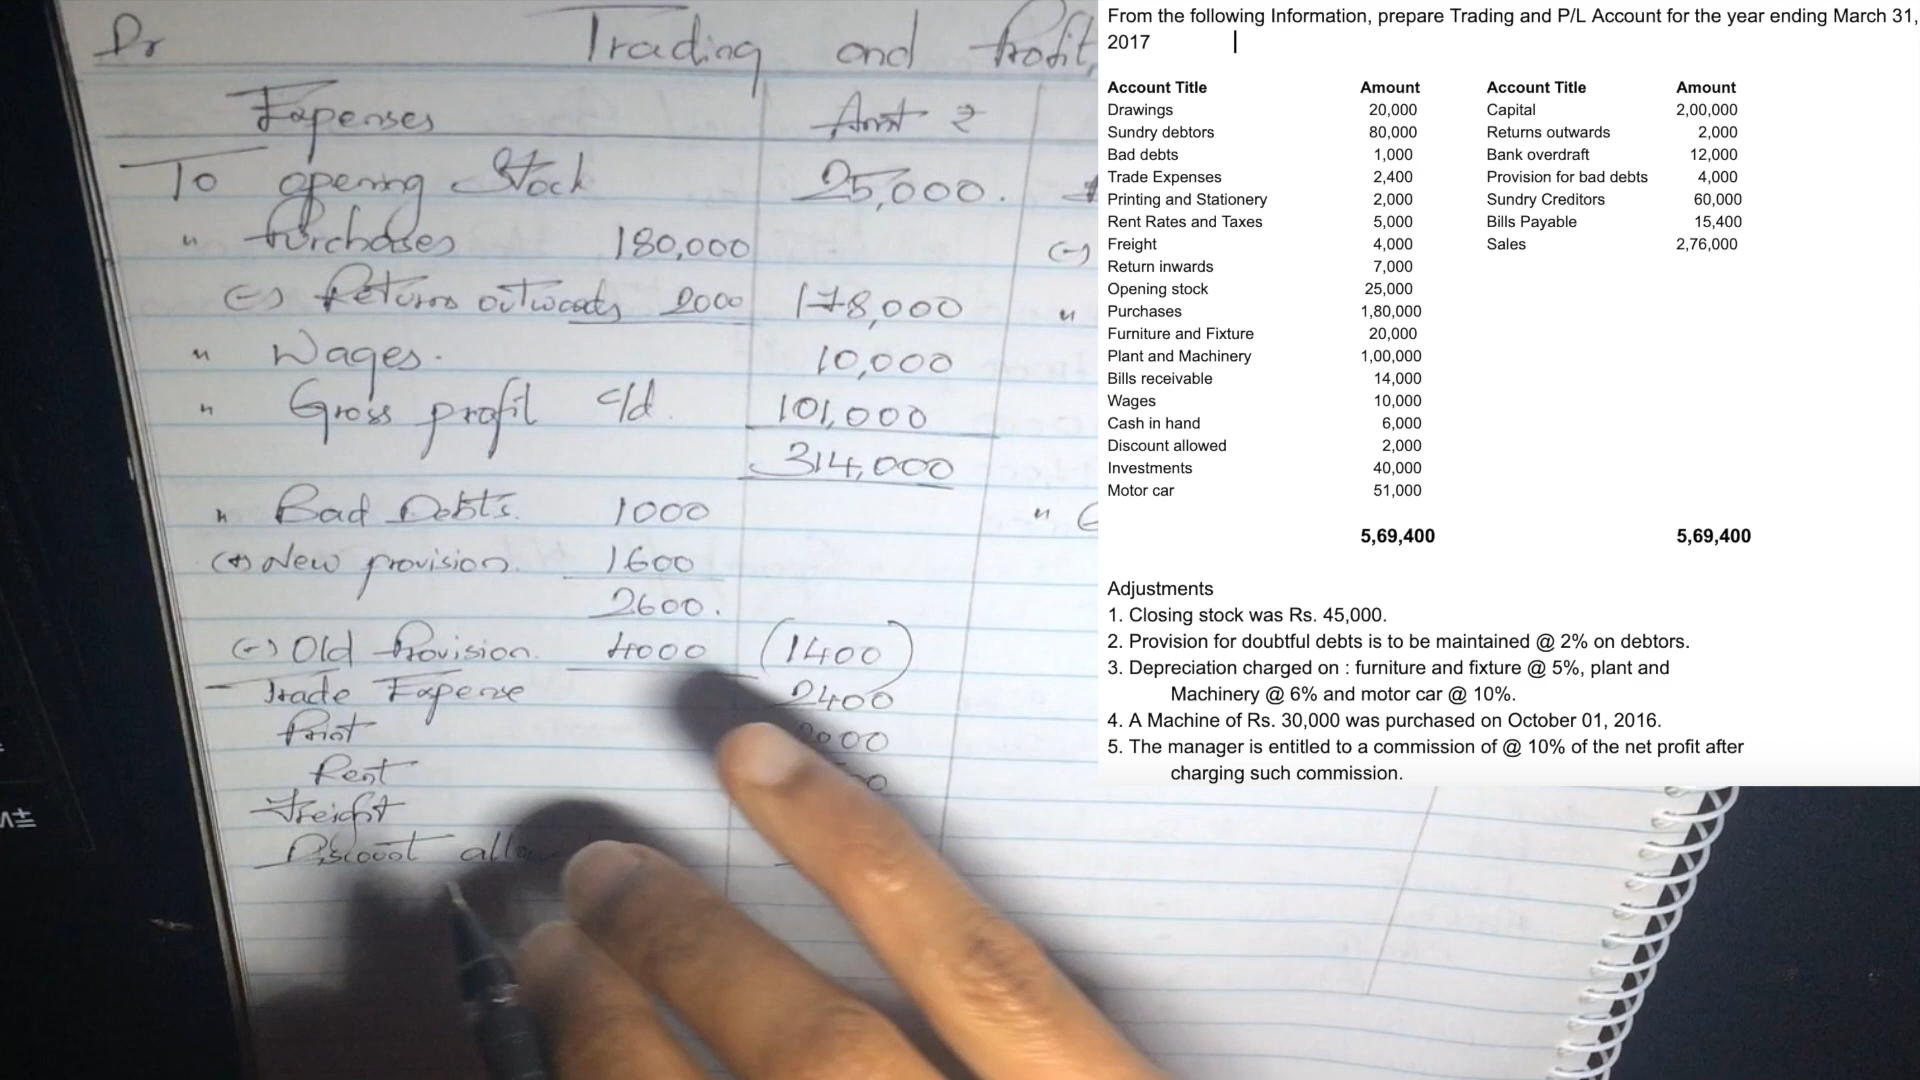 Dr Trading and Profit,
Expenses Amt ₹
To opening Stock 25,000.
" Purchases 180,000
(-) Returns outwards 2000 178,000
" Wages. 10,000
" Gross profit c/d. 101,000
314,000
" Bad Debts. 1000
(+) New provision. 1600
2600.
(-) Old Provision. 4000 (1400)
Trade Expense 2400
Print
Rent
Freight
Discount
(-)
"
"
From the following Information, prepare Trading and P/L Account for the year ending March 31,
2017
Account Title Amount Account Title Amount
Drawings 20,000 Capital 2,00,000
Sundry debtors 80,000 Returns outwards 2,000
Bad debts 1,000 Bank overdraft 12,000
Trade Expenses 2,400 Provision for bad debts 4,000
Printing and Stationery 2,000 Sundry Creditors 60,000
Rent Rates and Taxes 5,000 Bills Payable 15,400
Freight 4,000 Sales 2,76,000
Return inwards 7,000
Opening stock 25,000
Purchases 1,80,000
Furniture and Fixture 20,000
Plant and Machinery 1,00,000
Bills receivable 14,000
Wages 10,000
Cash in hand 6,000
Discount allowed 2,000
Investments 40,000
Motor car 51,000
5,69,400 5,69,400
Adjustments
1. Closing stock was Rs. 45,000.
2. Provision for doubtful debts is to be maintained @ 2% on debtors.
3. Depreciation charged on : furniture and fixture @ 5%, plant and
Machinery @ 6% and motor car @ 10%.
4. A Machine of Rs. 30,000 was purchased on October 01, 2016.
5. The manager is entitled to a commission of @ 10% of the net profit after
charging such commission.